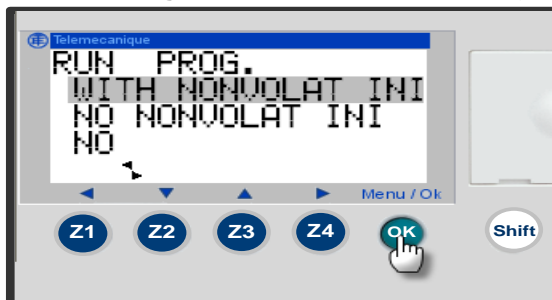 Telemecanique
RUN PROG.
WITH NONVOLAT INI
NO NONVOLAT INI
NO
Menu / Ok
Z1 Z2 Z3 Z4 OK Shift